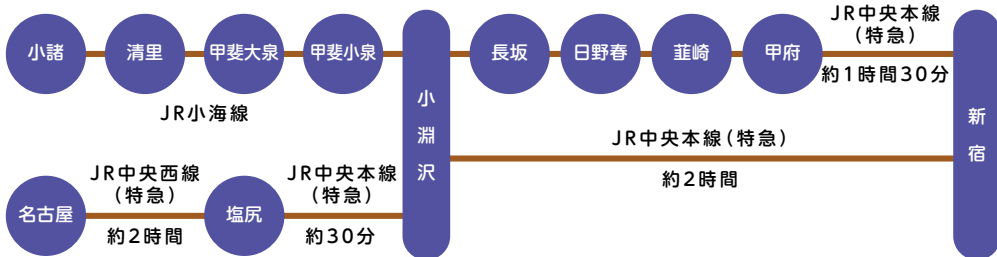 小諸
清里
甲斐大泉
甲斐小泉
JR小海線
小淵沢
長坂
日野春
韮崎
甲府
JR中央本線
(特急)
約1時間30分
新宿
JR中央本線(特急)
約2時間
名古屋
JR中央西線
(特急)
約2時間
塩尻
JR中央本線
(特急)
約30分